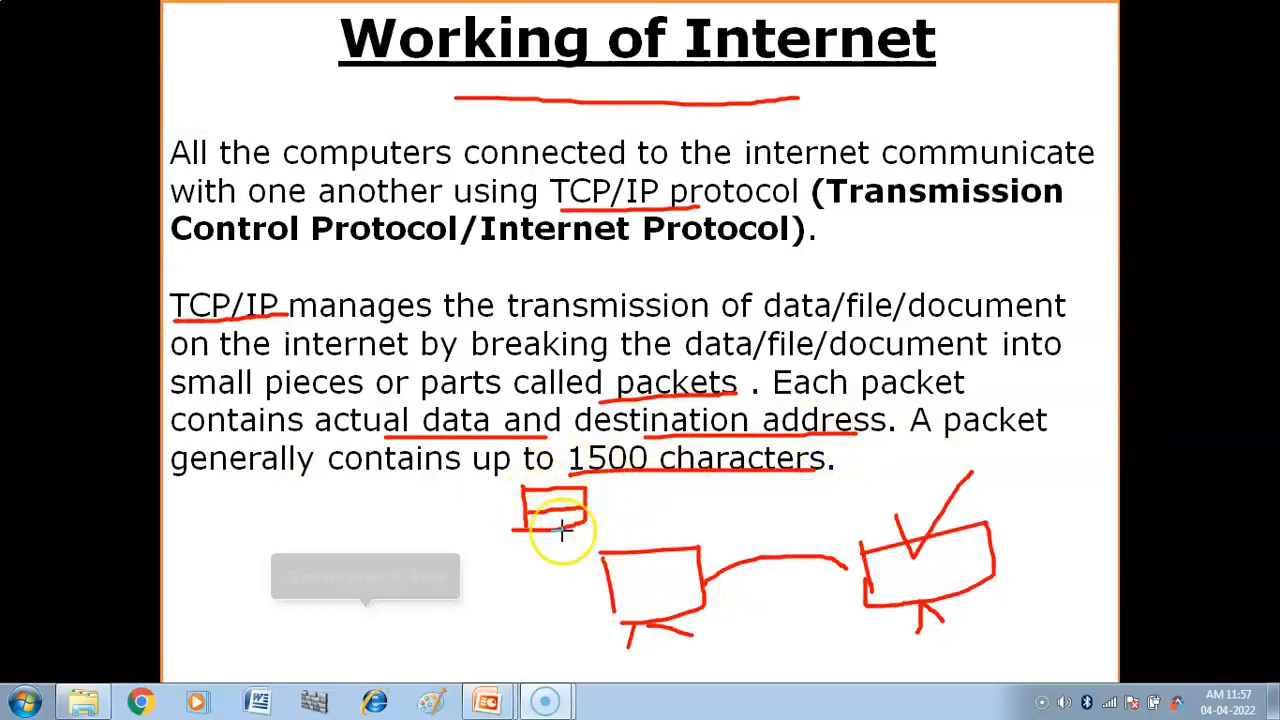 Working of Internet
All the computers connected to the internet communicate
with one another using TCP/IP protocol (Transmission
Control Protocol/Internet Protocol).
TCP/IP manages the transmission of data/file/document
on the internet by breaking the data/file/document into
small pieces or parts called packets . Each packet
contains actual data and destination address. A packet
generally contains up to 1500 characters.
AM 11:57
04-04-2022